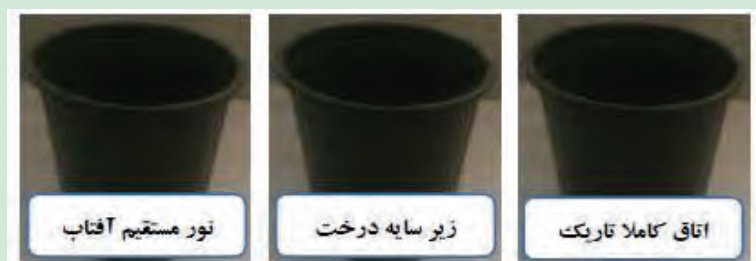 اتاق کاملا تاریک
زیر سایه درخت
نور مستقیم آفتاب